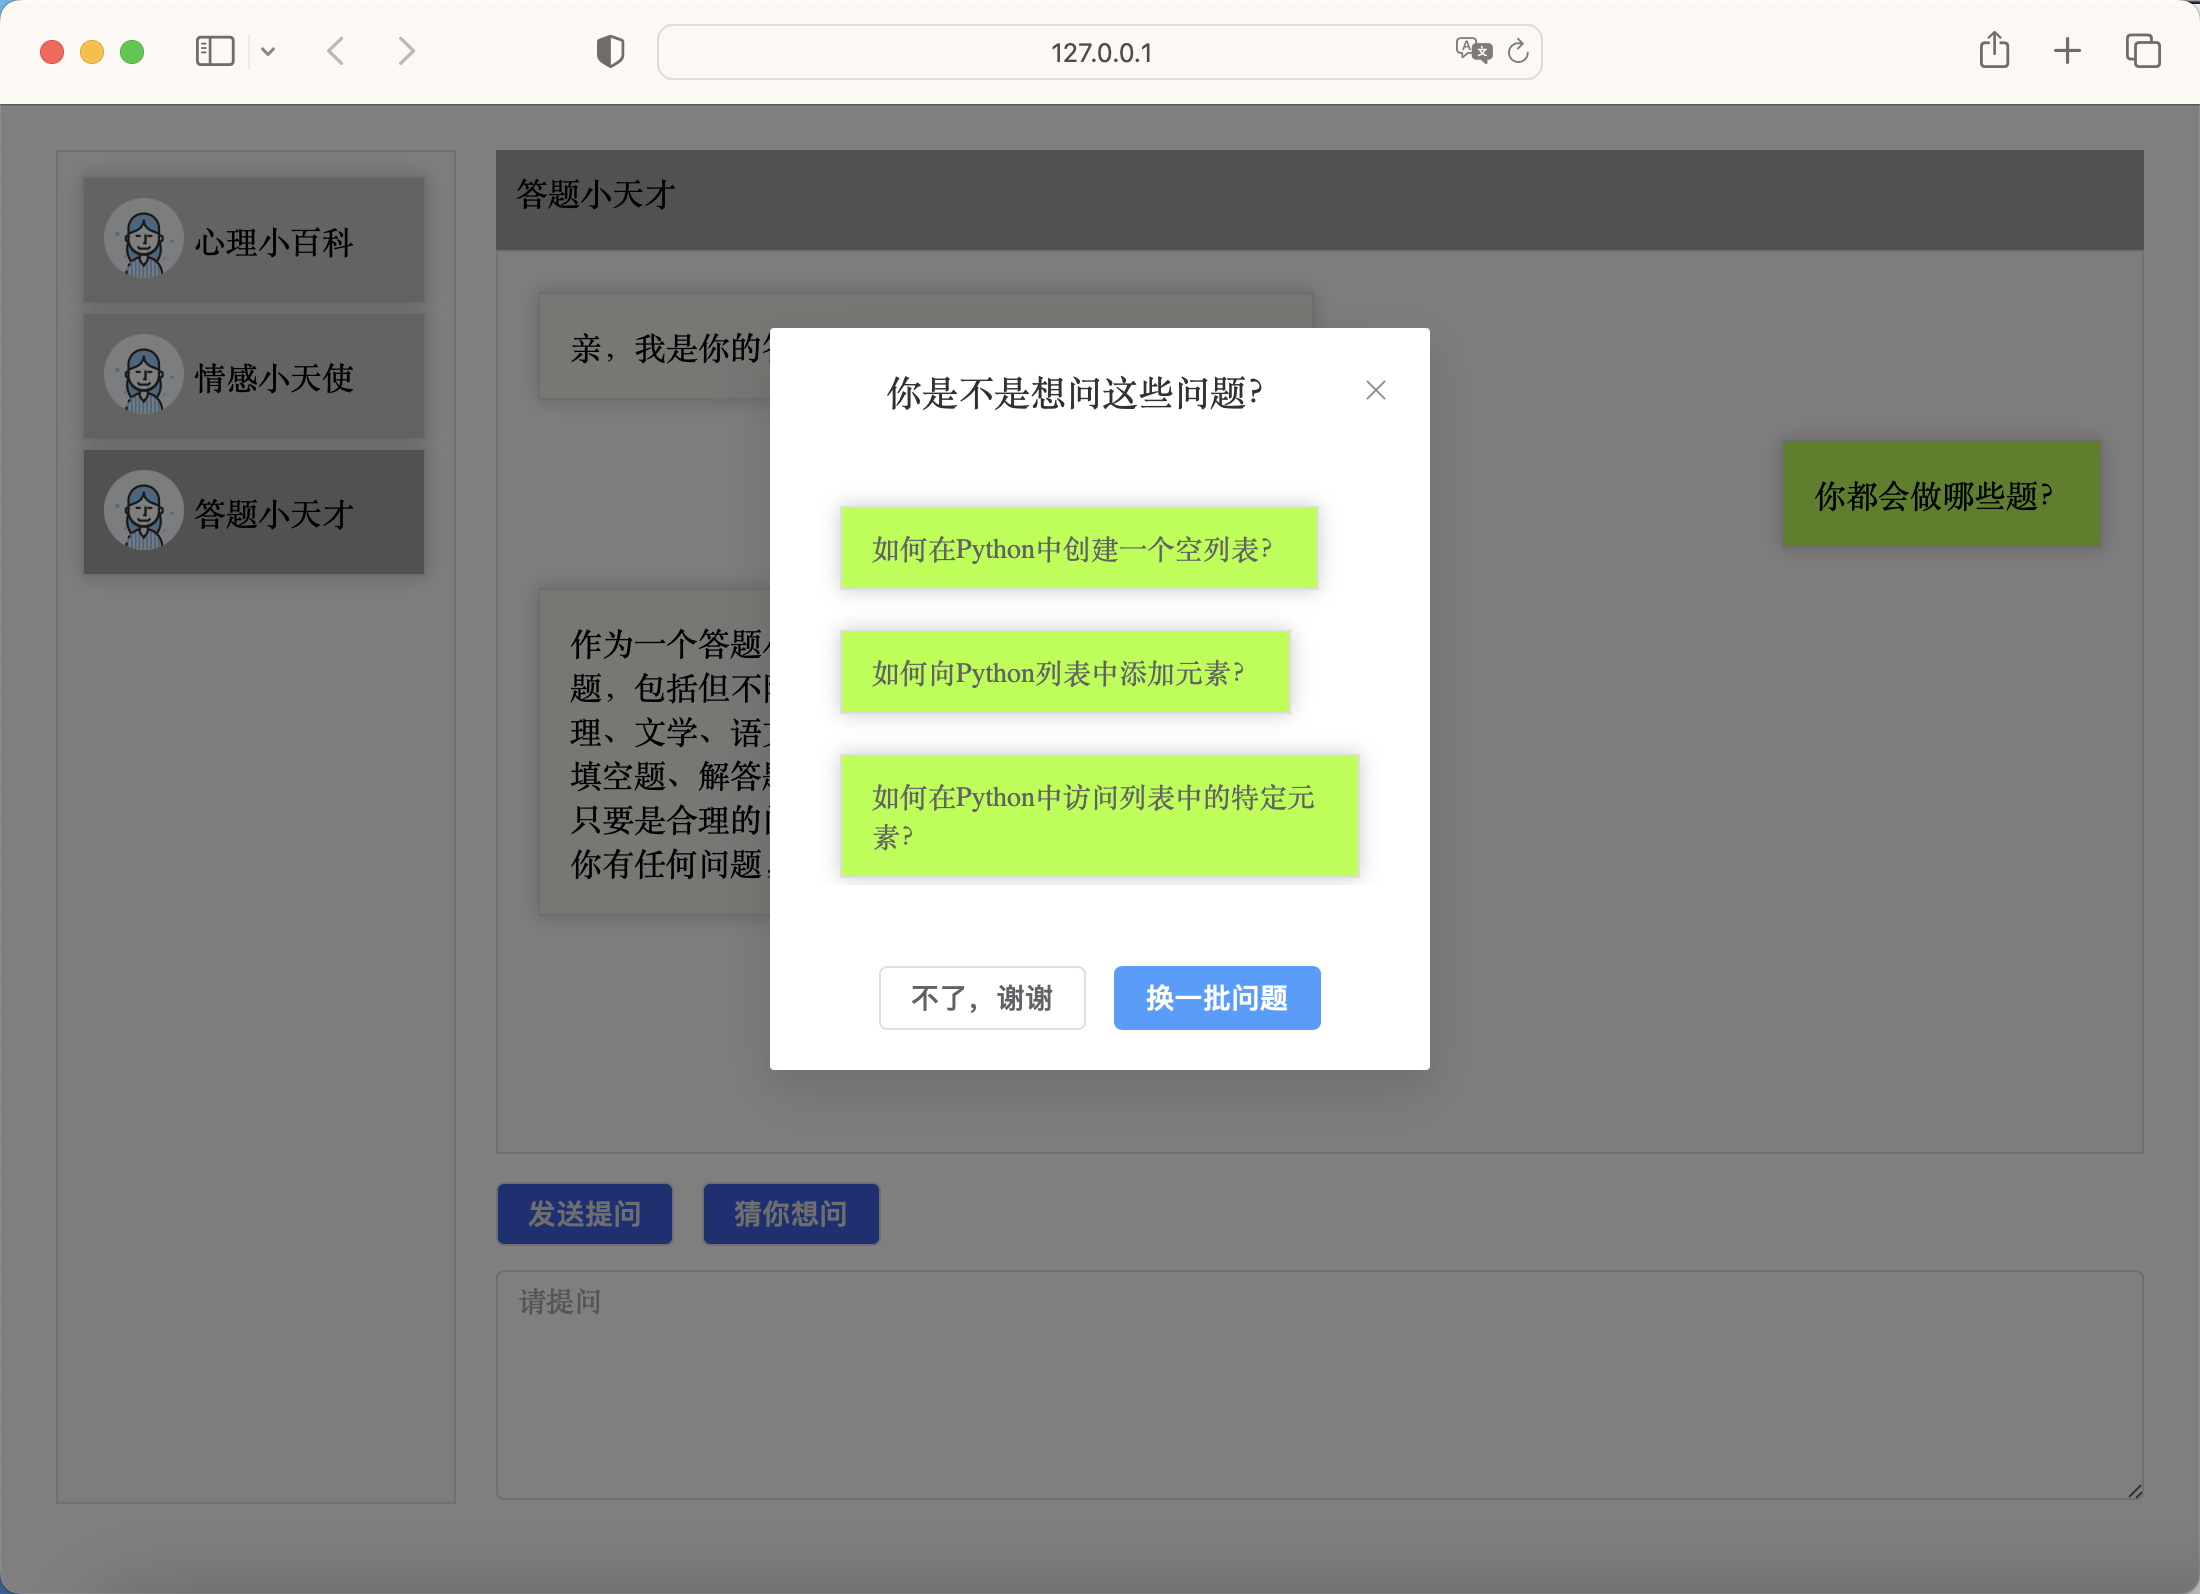 127.0.0.1
心理小百科
情感小天使
答题小天才
答题小天才
亲，我是你的
你都会做哪些题？
作为一个答题
题，包括但不
理、文学、语
填空题、解答
只要是合理的
你有任何问题，
你是不是想问这些问题？
如何在Python中创建一个空列表？
如何向Python列表中添加元素？
如何在Python中访问列表中的特定元
素？
不了，谢谢
换一批问题
发送提问
猜你想问
请提问